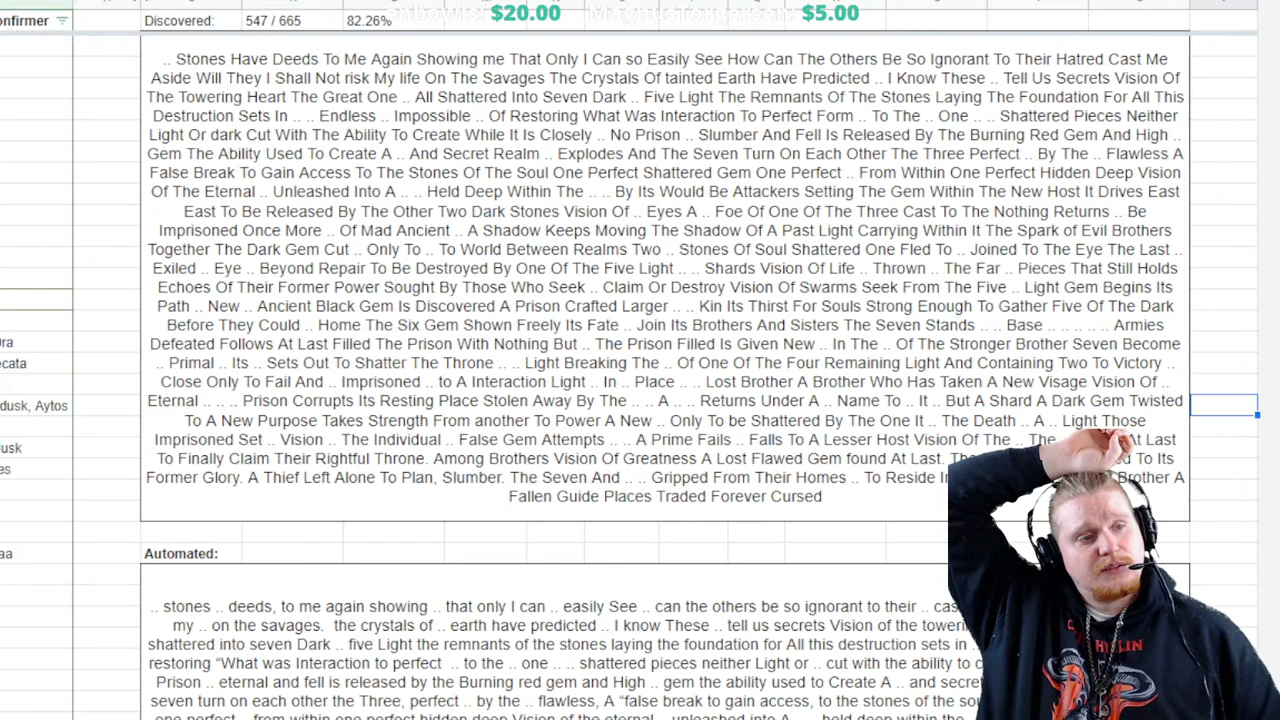 onfirmer
Discovered: 547 / 665 82.26%
$20.00 $5.00
.. Stones Have Deeds To Me Again Showing me That Only I Can so Easily See How Can The Others Be So Ignorant To Their Hatred Cast Me
Aside Will They I Shall Not risk My life On The Savages The Crystals Of tainted Earth Have Predicted .. I Know These .. Tell Us Secrets Vision Of
The Towering Heart The Great One .. All Shattered Into Seven Dark .. Five Light The Remnants Of The Stones Laying The Foundation For All This
Destruction Sets In .. .. Endless .. Impossible .. Of Restoring What Was Interaction To Perfect Form .. To The .. One .. .. Shattered Pieces Neither
Light Or dark Cut With The Ability To Create While It Is Closely .. No Prison .. Slumber And Fell Is Released By The Burning Red Gem And High ..
Gem The Ability Used To Create A .. And Secret Realm .. Explodes And The Seven Turn On Each Other The Three Perfect .. By The .. Flawless A
False Break To Gain Access To The Stones Of The Soul One Perfect Shattered Gem One Perfect .. From Within One Perfect Hidden Deep Vision
Of The Eternal .. Unleashed Into A .. .. Held Deep Within The .. .. By Its Would Be Attackers Setting The Gem Within The New Host It Drives East
East To Be Released By The Other Two Dark Stones Vision Of .. Eyes A .. Foe Of One Of The Three Cast To The Nothing Returns .. Be
Imprisoned Once More .. Of Mad Ancient .. A Shadow Keeps Moving The Shadow Of A Past Light Carrying Within It The Spark of Evil Brothers
Together The Dark Gem Cut .. Only To .. To World Between Realms Two .. Stones Of Soul Shattered One Fled To .. Joined To The Eye The Last ..
Exiled .. Eye .. Beyond Repair To Be Destroyed By One Of The Five Light .. .. Shards Vision Of Life .. Thrown .. The Far .. Pieces That Still Holds
Echoes Of Their Former Power Sought By Those Who Seek .. Claim Or Destroy Vision Of Swarms Seek From The Five .. Light Gem Begins Its
Path .. New .. Ancient Black Gem Is Discovered A Prison Crafted Larger .. .. Kin Its Thirst For Souls Strong Enough To Gather Five Of The Dark
Before They Could .. Home The Six Gem Shown Freely Its Fate .. Join Its Brothers And Sisters The Seven Stands .. .. Base .. .. .. .. .. Armies
Defeated Follows At Last Filled The Prison With Nothing But .. The Prison Filled Is Given New .. In The .. Of The Stronger Brother Seven Become
.. Primal .. Its .. Sets Out To Shatter The Throne .. .. Light Breaking The .. Of One Of The Four Remaining Light And Containing Two To Victory ..
Close Only To Fail And .. Imprisoned .. to A Interaction Light .. In .. Place .. .. Lost Brother A Brother Who Has Taken A New Visage Vision Of ..
Eternal .. .. .. Prison Corrupts Its Resting Place Stolen Away By The .. .. A .. .. Returns Under A .. Name To .. It .. But A Shard A Dark Gem Twisted
To A New Purpose Takes Strength From another To Power A New .. Only To be Shattered By The One It .. The Death .. A .. Light Those
Imprisoned Set .. Vision .. The Individual .. False Gem Attempts .. .. A Prime Fails .. Falls To A Lesser Host Vision Of The .. The At Last
To Finally Claim Their Rightful Throne. Among Brothers Vision Of Greatness A Lost Flawed Gem found At Last. To Its
Former Glory. A Thief Left Alone To Plan, Slumber. The Seven And .. .. Gripped From Their Homes .. To Reside Brother A
Fallen Guide Places Traded Forever Cursed
ecata
dusk, Aytos
usk
es
aa
Automated:
.. stones .. deeds, to me again showing .. that only I can .. easily See .. can the others be so ignorant to their ..
my .. on the savages. the crystals of .. earth have predicted .. I know These .. tell us secrets Vision of the
shattered into seven Dark .. five Light the remnants of the stones laying the foundation for All this destruction sets in
restoring “What was Interaction to perfect .. to the .. one .. .. shattered pieces neither Light or .. cut with the ability to
Prison .. eternal and fell is released by the Burning red gem and High .. gem the ability used to Create A .. and
seven turn on each other the Three, perfect .. by the .. flawless, A “false break to gain access, to the stones of the
one perfect .. from within one perfect hidden deep Vision of the eternal .. unleashed into A .. .. held deep within the